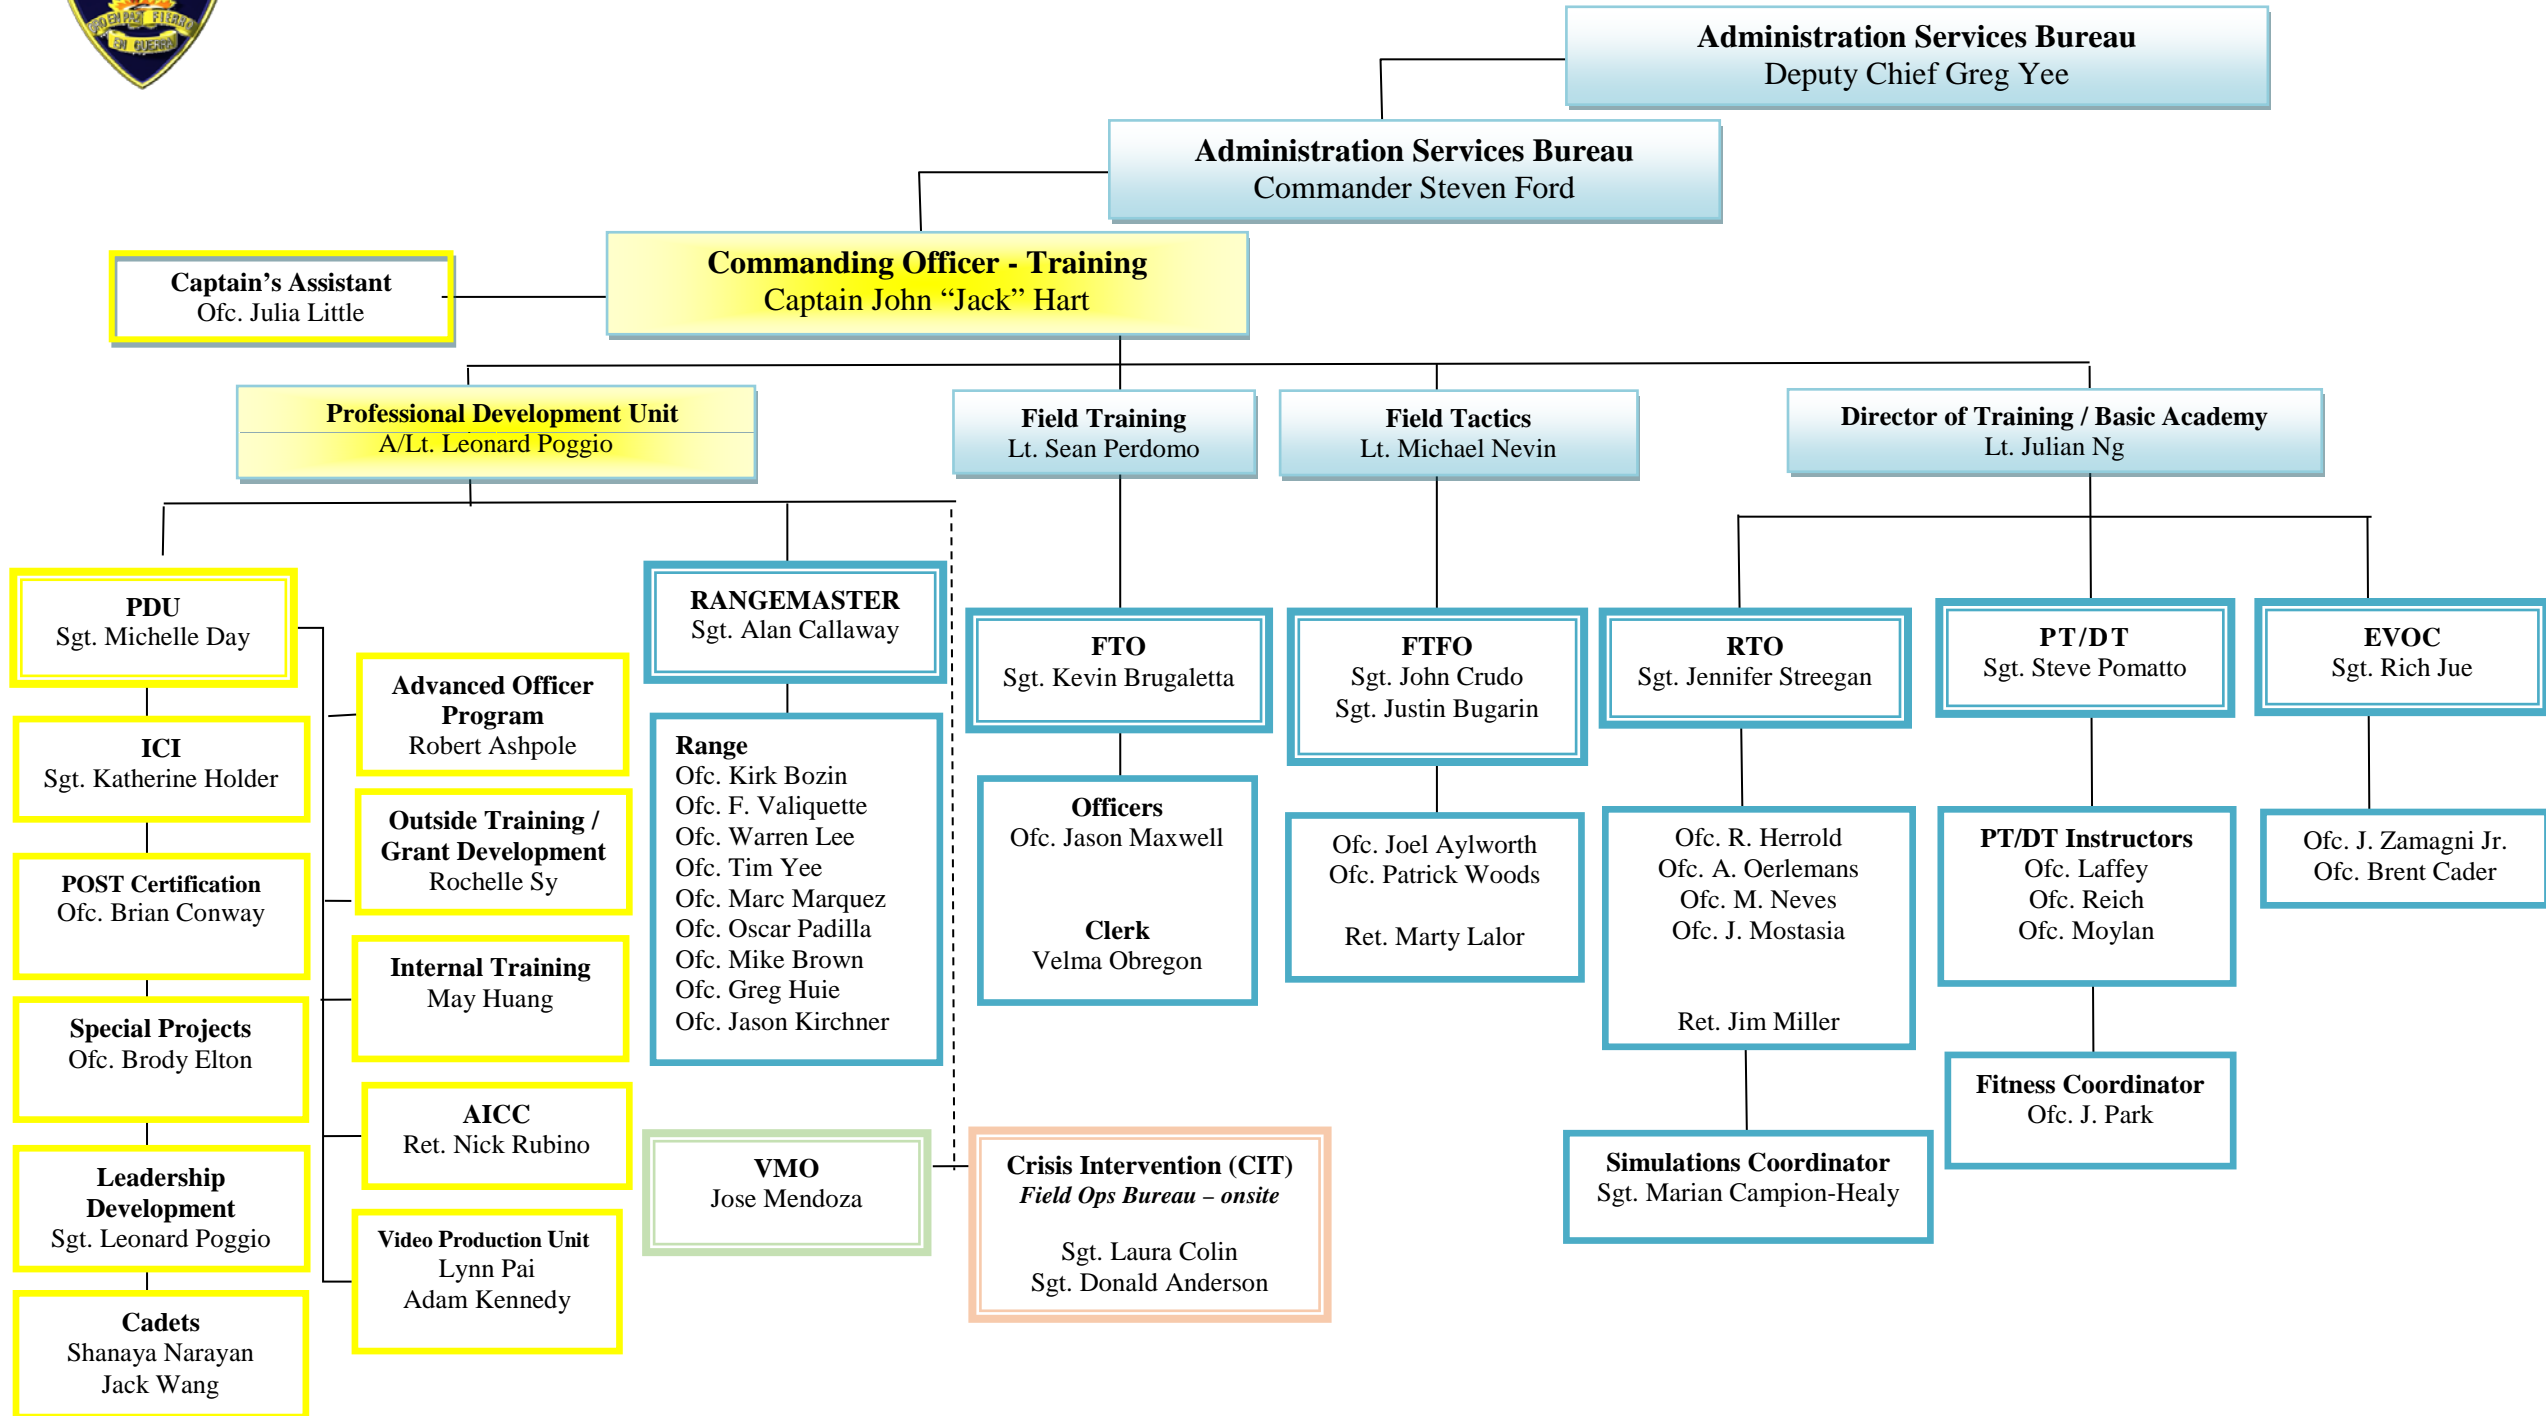 ORO EN PAZ FIERRO
EN GUERRA
Administration Services Bureau
Deputy Chief Greg Yee
Administration Services Bureau
Commander Steven Ford
Commanding Officer - Training
Captain John “Jack” Hart
Captain’s Assistant
Ofc. Julia Little
Professional Development Unit
A/Lt. Leonard Poggio
Field Training
Lt. Sean Perdomo
Field Tactics
Lt. Michael Nevin
Director of Training / Basic Academy
Lt. Julian Ng
PDU
Sgt. Michelle Day
ICI
Sgt. Katherine Holder
POST Certification
Ofc. Brian Conway
Special Projects
Ofc. Brody Elton
Leadership
Development
Sgt. Leonard Poggio
Cadets
Shanaya Narayan
Jack Wang
Advanced Officer
Program
Robert Ashpole
Outside Training /
Grant Development
Rochelle Sy
Internal Training
May Huang
AICC
Ret. Nick Rubino
Video Production Unit
Lynn Pai
Adam Kennedy
RANGEMASTER
Sgt. Alan Callaway
Range
Ofc. Kirk Bozin
Ofc. F. Valiquette
Ofc. Warren Lee
Ofc. Tim Yee
Ofc. Marc Marquez
Ofc. Oscar Padilla
Ofc. Mike Brown
Ofc. Greg Huie
Ofc. Jason Kirchner
VMO
Jose Mendoza
Crisis Intervention (CIT)
Field Ops Bureau – onsite
Sgt. Laura Colin
Sgt. Donald Anderson
FTO
Sgt. Kevin Brugaletta
Officers
Ofc. Jason Maxwell
Clerk
Velma Obregon
FTFO
Sgt. John Crudo
Sgt. Justin Bugarin
Ofc. Joel Aylworth
Ofc. Patrick Woods
Ret. Marty Lalor
RTO
Sgt. Jennifer Streegan
Ofc. R. Herrold
Ofc. A. Oerlemans
Ofc. M. Neves
Ofc. J. Mostasia
Ret. Jim Miller
Simulations Coordinator
Sgt. Marian Campion-Healy
PT/DT
Sgt. Steve Pomatto
PT/DT Instructors
Ofc. Laffey
Ofc. Reich
Ofc. Moylan
Fitness Coordinator
Ofc. J. Park
EVOC
Sgt. Rich Jue
Ofc. J. Zamagni Jr.
Ofc. Brent Cader